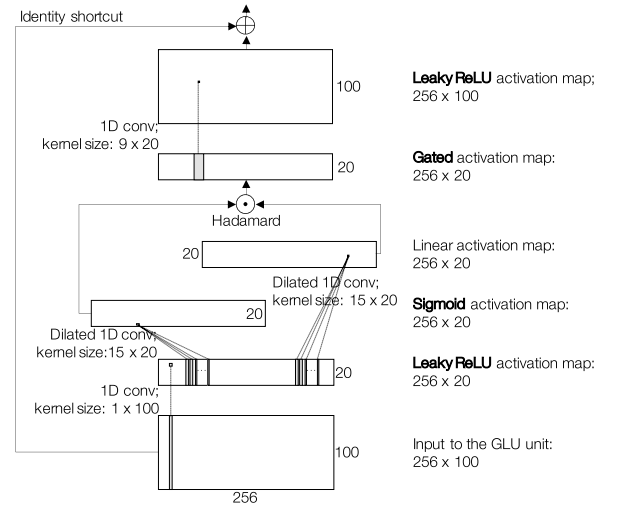 Identity shortcut
100
Leaky ReLU activation map;
256 x 100
1D conv;
kernel size: 9 x 20
20
Gated activation map:
256 x 20
Hadamard
20
Linear activation map:
256 x 20
Dilated 1D conv;
kernel size: 15 x 20
20
Sigmoid activation map:
256 x 20
Dilated 1D conv;
kernel size:15 x 20
20
Leaky ReLU activation map:
256 x 20
1D conv;
kernel size: 1 x 100
100
Input to the GLU unit:
256 x 100
256